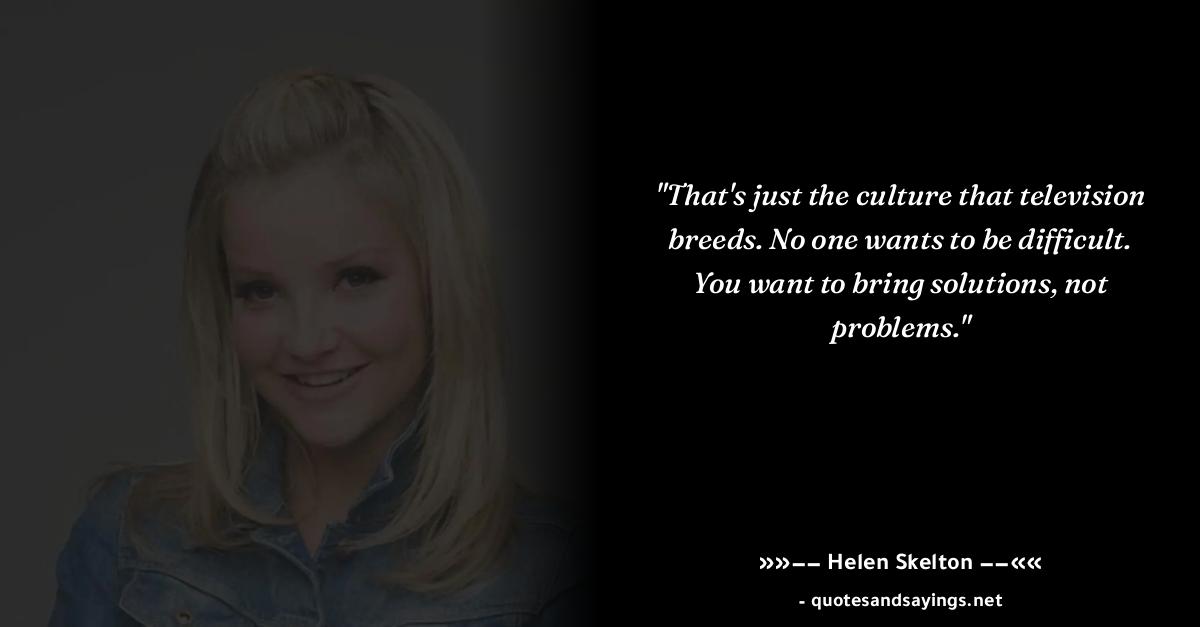 "That's just the culture that television
breeds. No one wants to be difficult.
You want to bring solutions, not
problems."
»»–– Helen Skelton ––««
- quotesandsayings.net